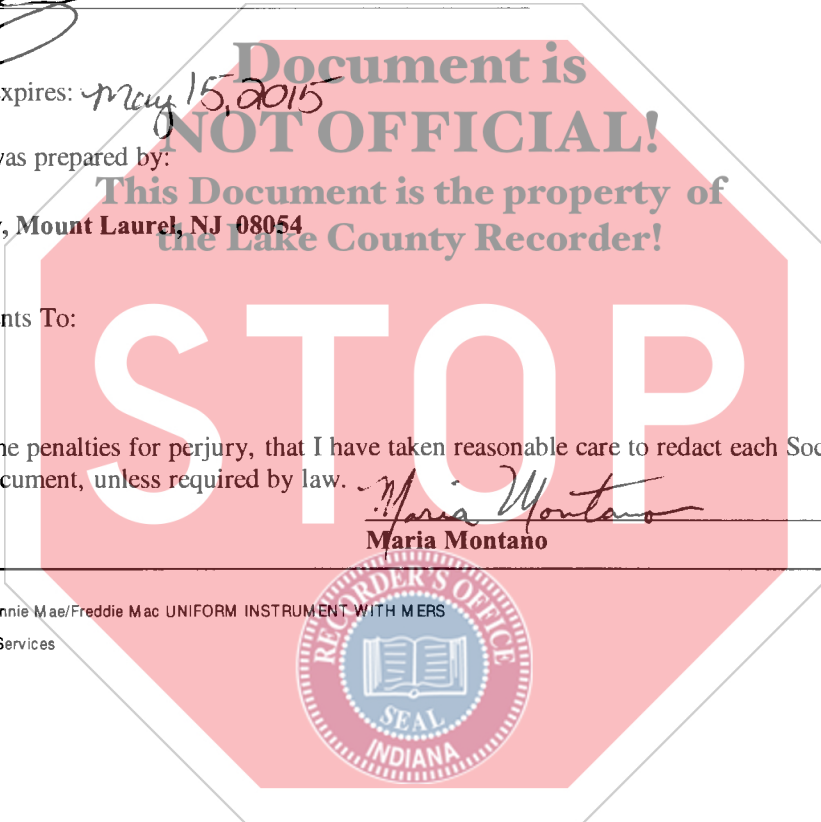 Document is
xpires: May 15, 2015
NOT OFFICIAL!
was prepared by:
This Document is the property of
, Mount Laurel, NJ 08054
the Lake County Recorder!
nts To:
STOP
he penalties for perjury, that I have taken reasonable care to redact each Soc
cument, unless required by law.
Maria Montano
Maria Montano
nnie Mae/Freddie Mac UNIFORM INSTRUMENT WITH MERS
Services
RECORDER'S OFFICE
SEAL
INDIANA